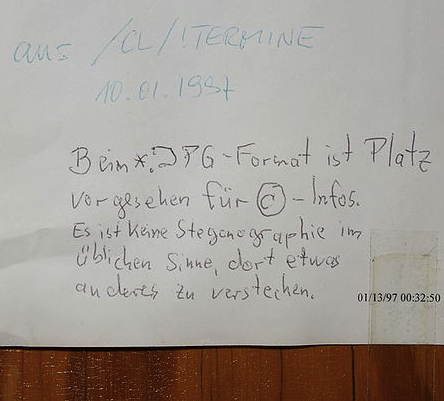 aus /CL/!TERMINE
10.01.1997
Beim *.JPG-Format ist Platz
vorgesehen für ©-Infos.
Es ist keine Steganographie im
üblichen Sinne, dort etwas
anderes zu verstecken.
01/13/97 00:32:50